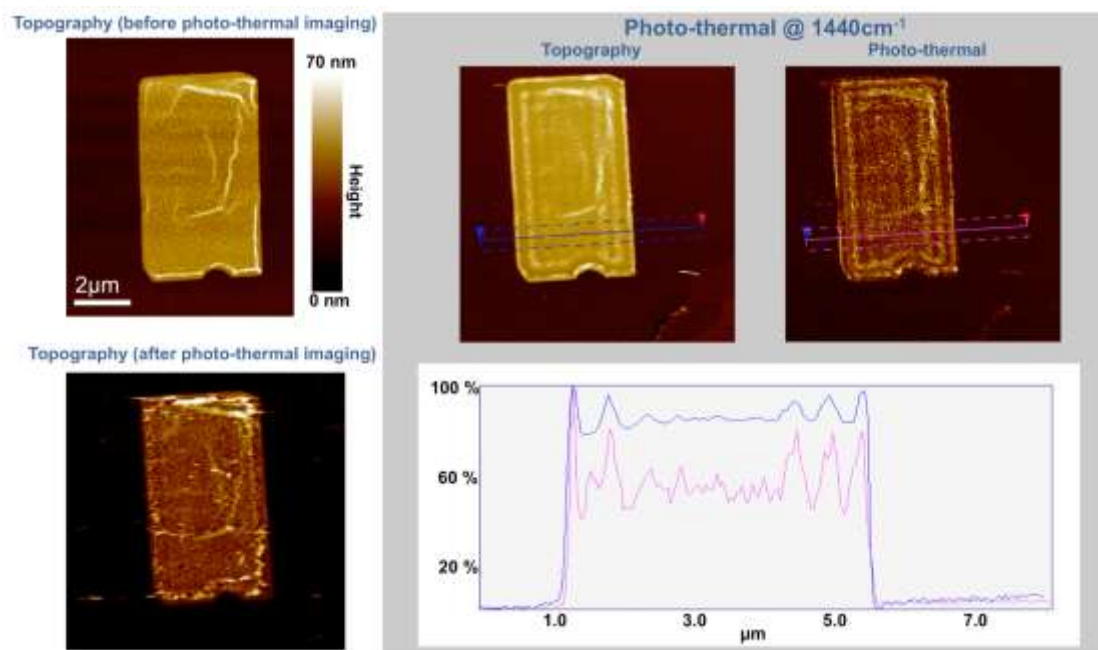 Topography (before photo-thermal imaging)
70 nm
Height
0 nm
2µm
Topography (after photo-thermal imaging)
Photo-thermal @ 1440cm⁻¹
Topography
Photo-thermal
100 %
60 %
20 %
1.0
3.0
5.0
7.0
µm